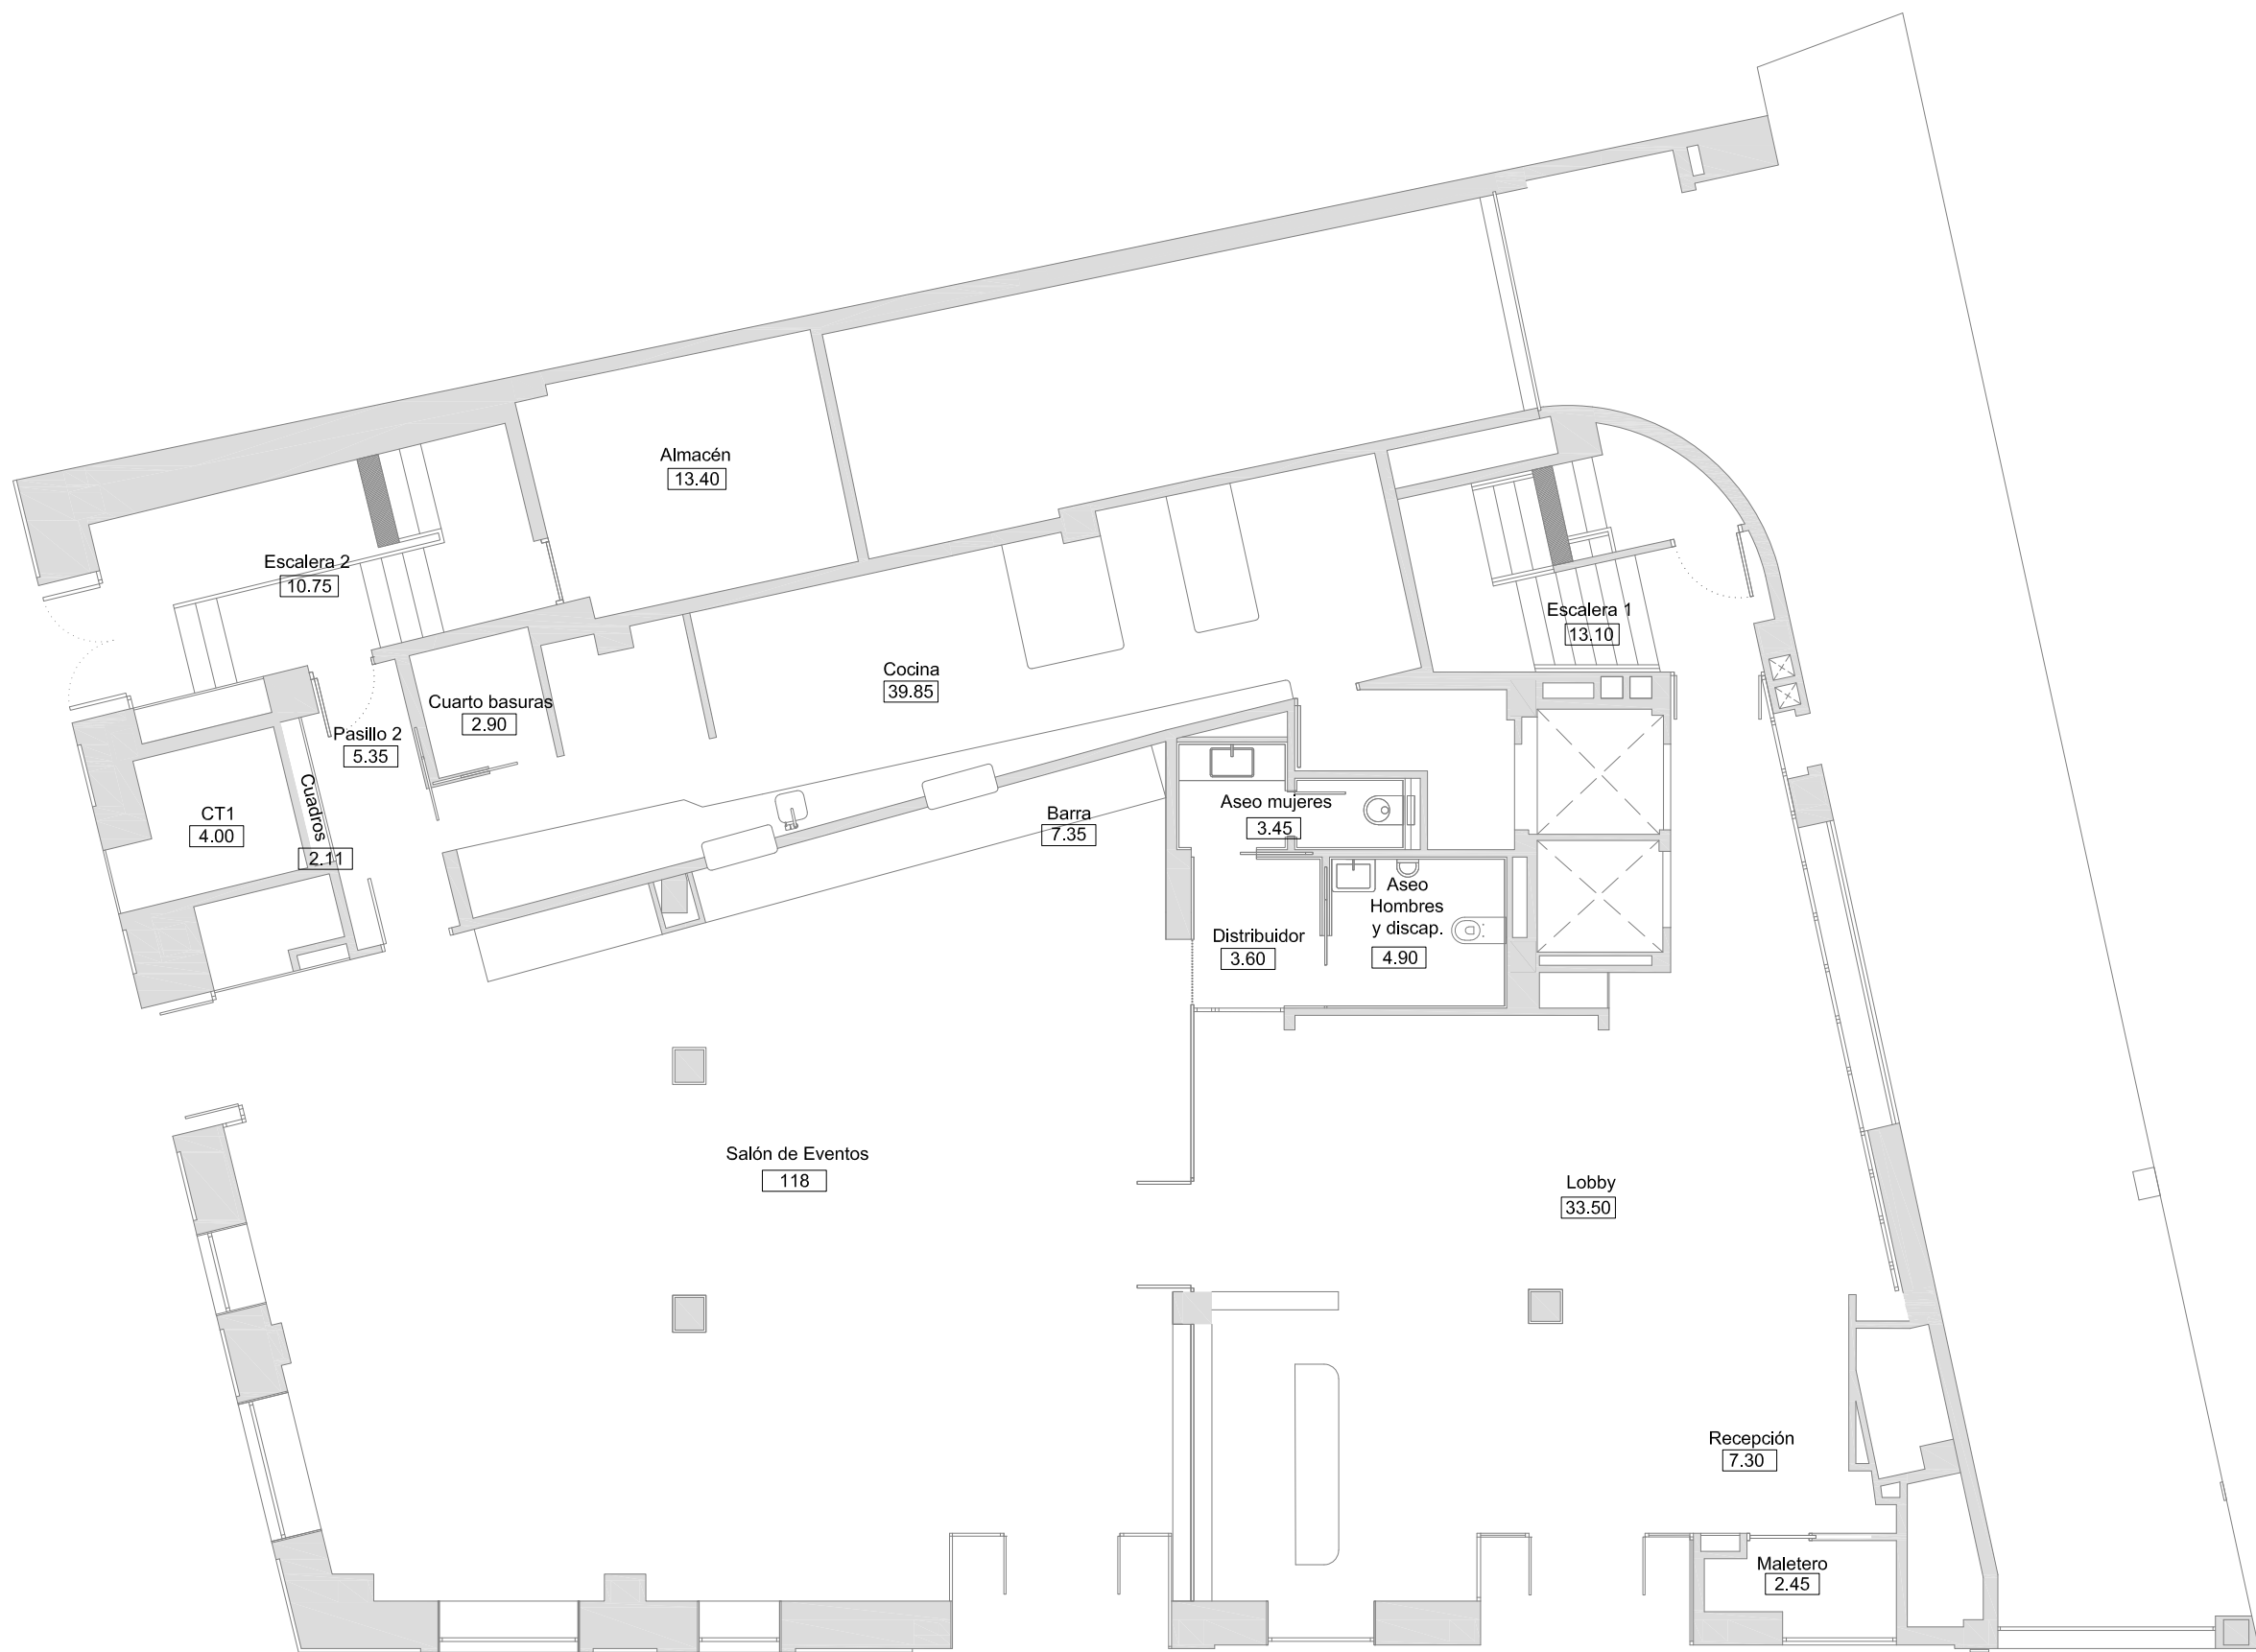 Almacén
13.40
Escalera 2
10.75
Escalera 1
13.10
Cocina
39.85
Cuarto basuras
2.90
Pasillo 2
5.35
Cuadros
2.11
CT1
4.00
Barra
7.35
Aseo mujeres
3.45
Aseo
Hombres
y discap.
4.90
Distribuidor
3.60
Salón de Eventos
118
Lobby
33.50
Recepción
7.30
Maletero
2.45